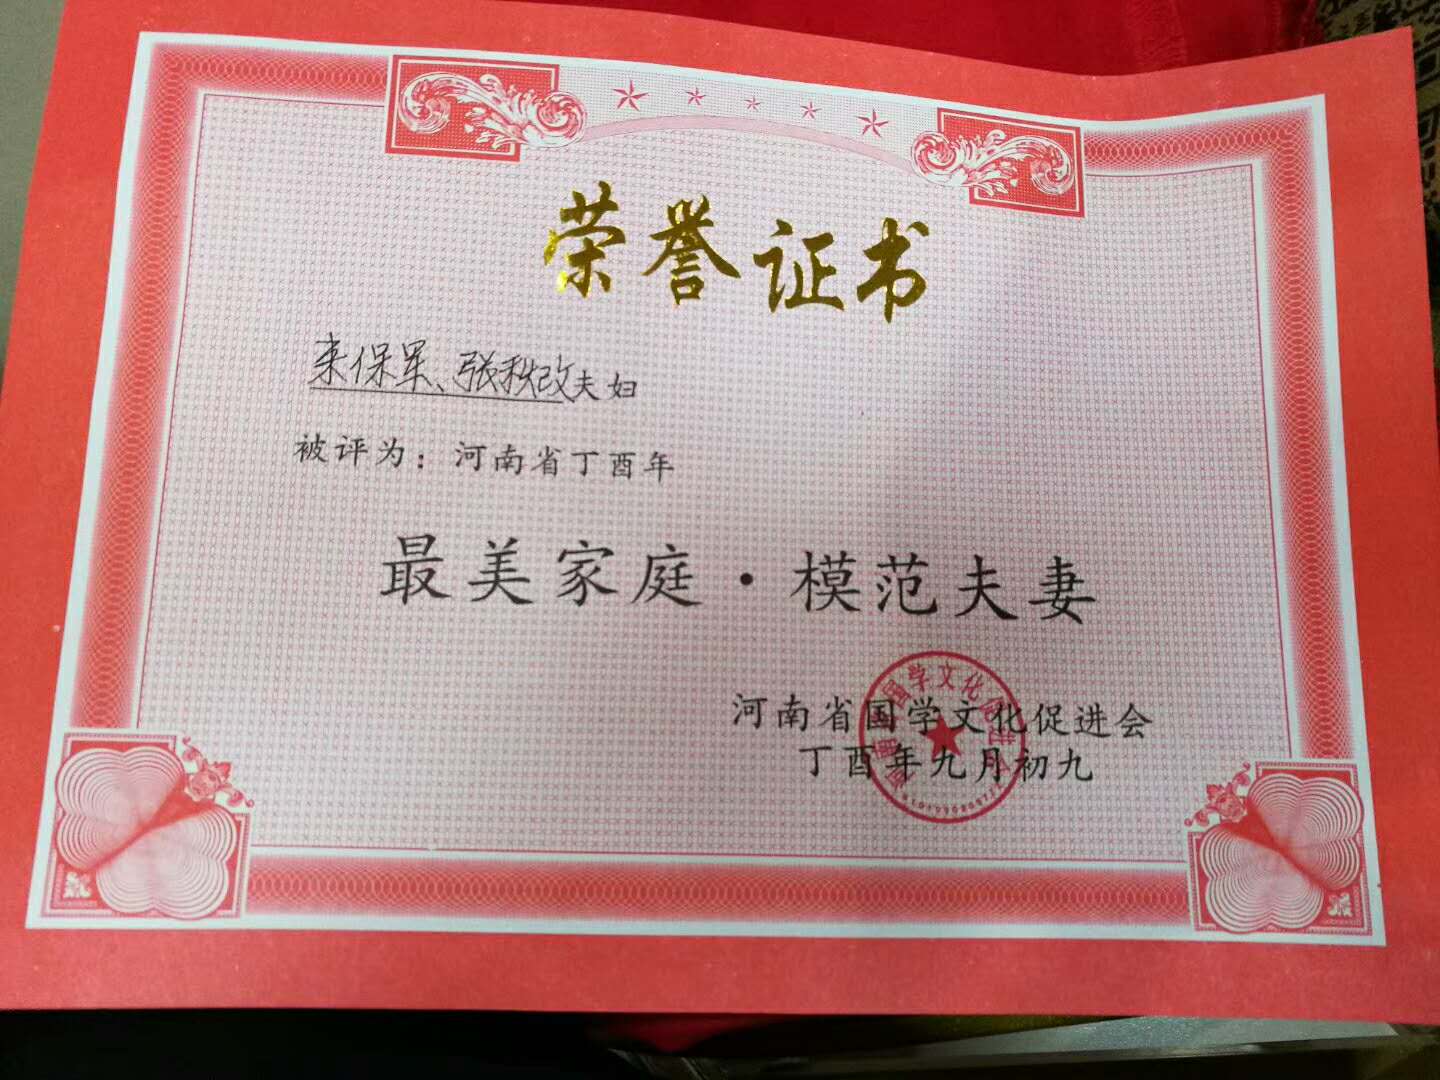 荣誉证书
来保军、张秋改夫妇
被评为：河南省丁酉年
最美家庭·模范夫妻
河南省国学文化促进会
丁酉年九月初九